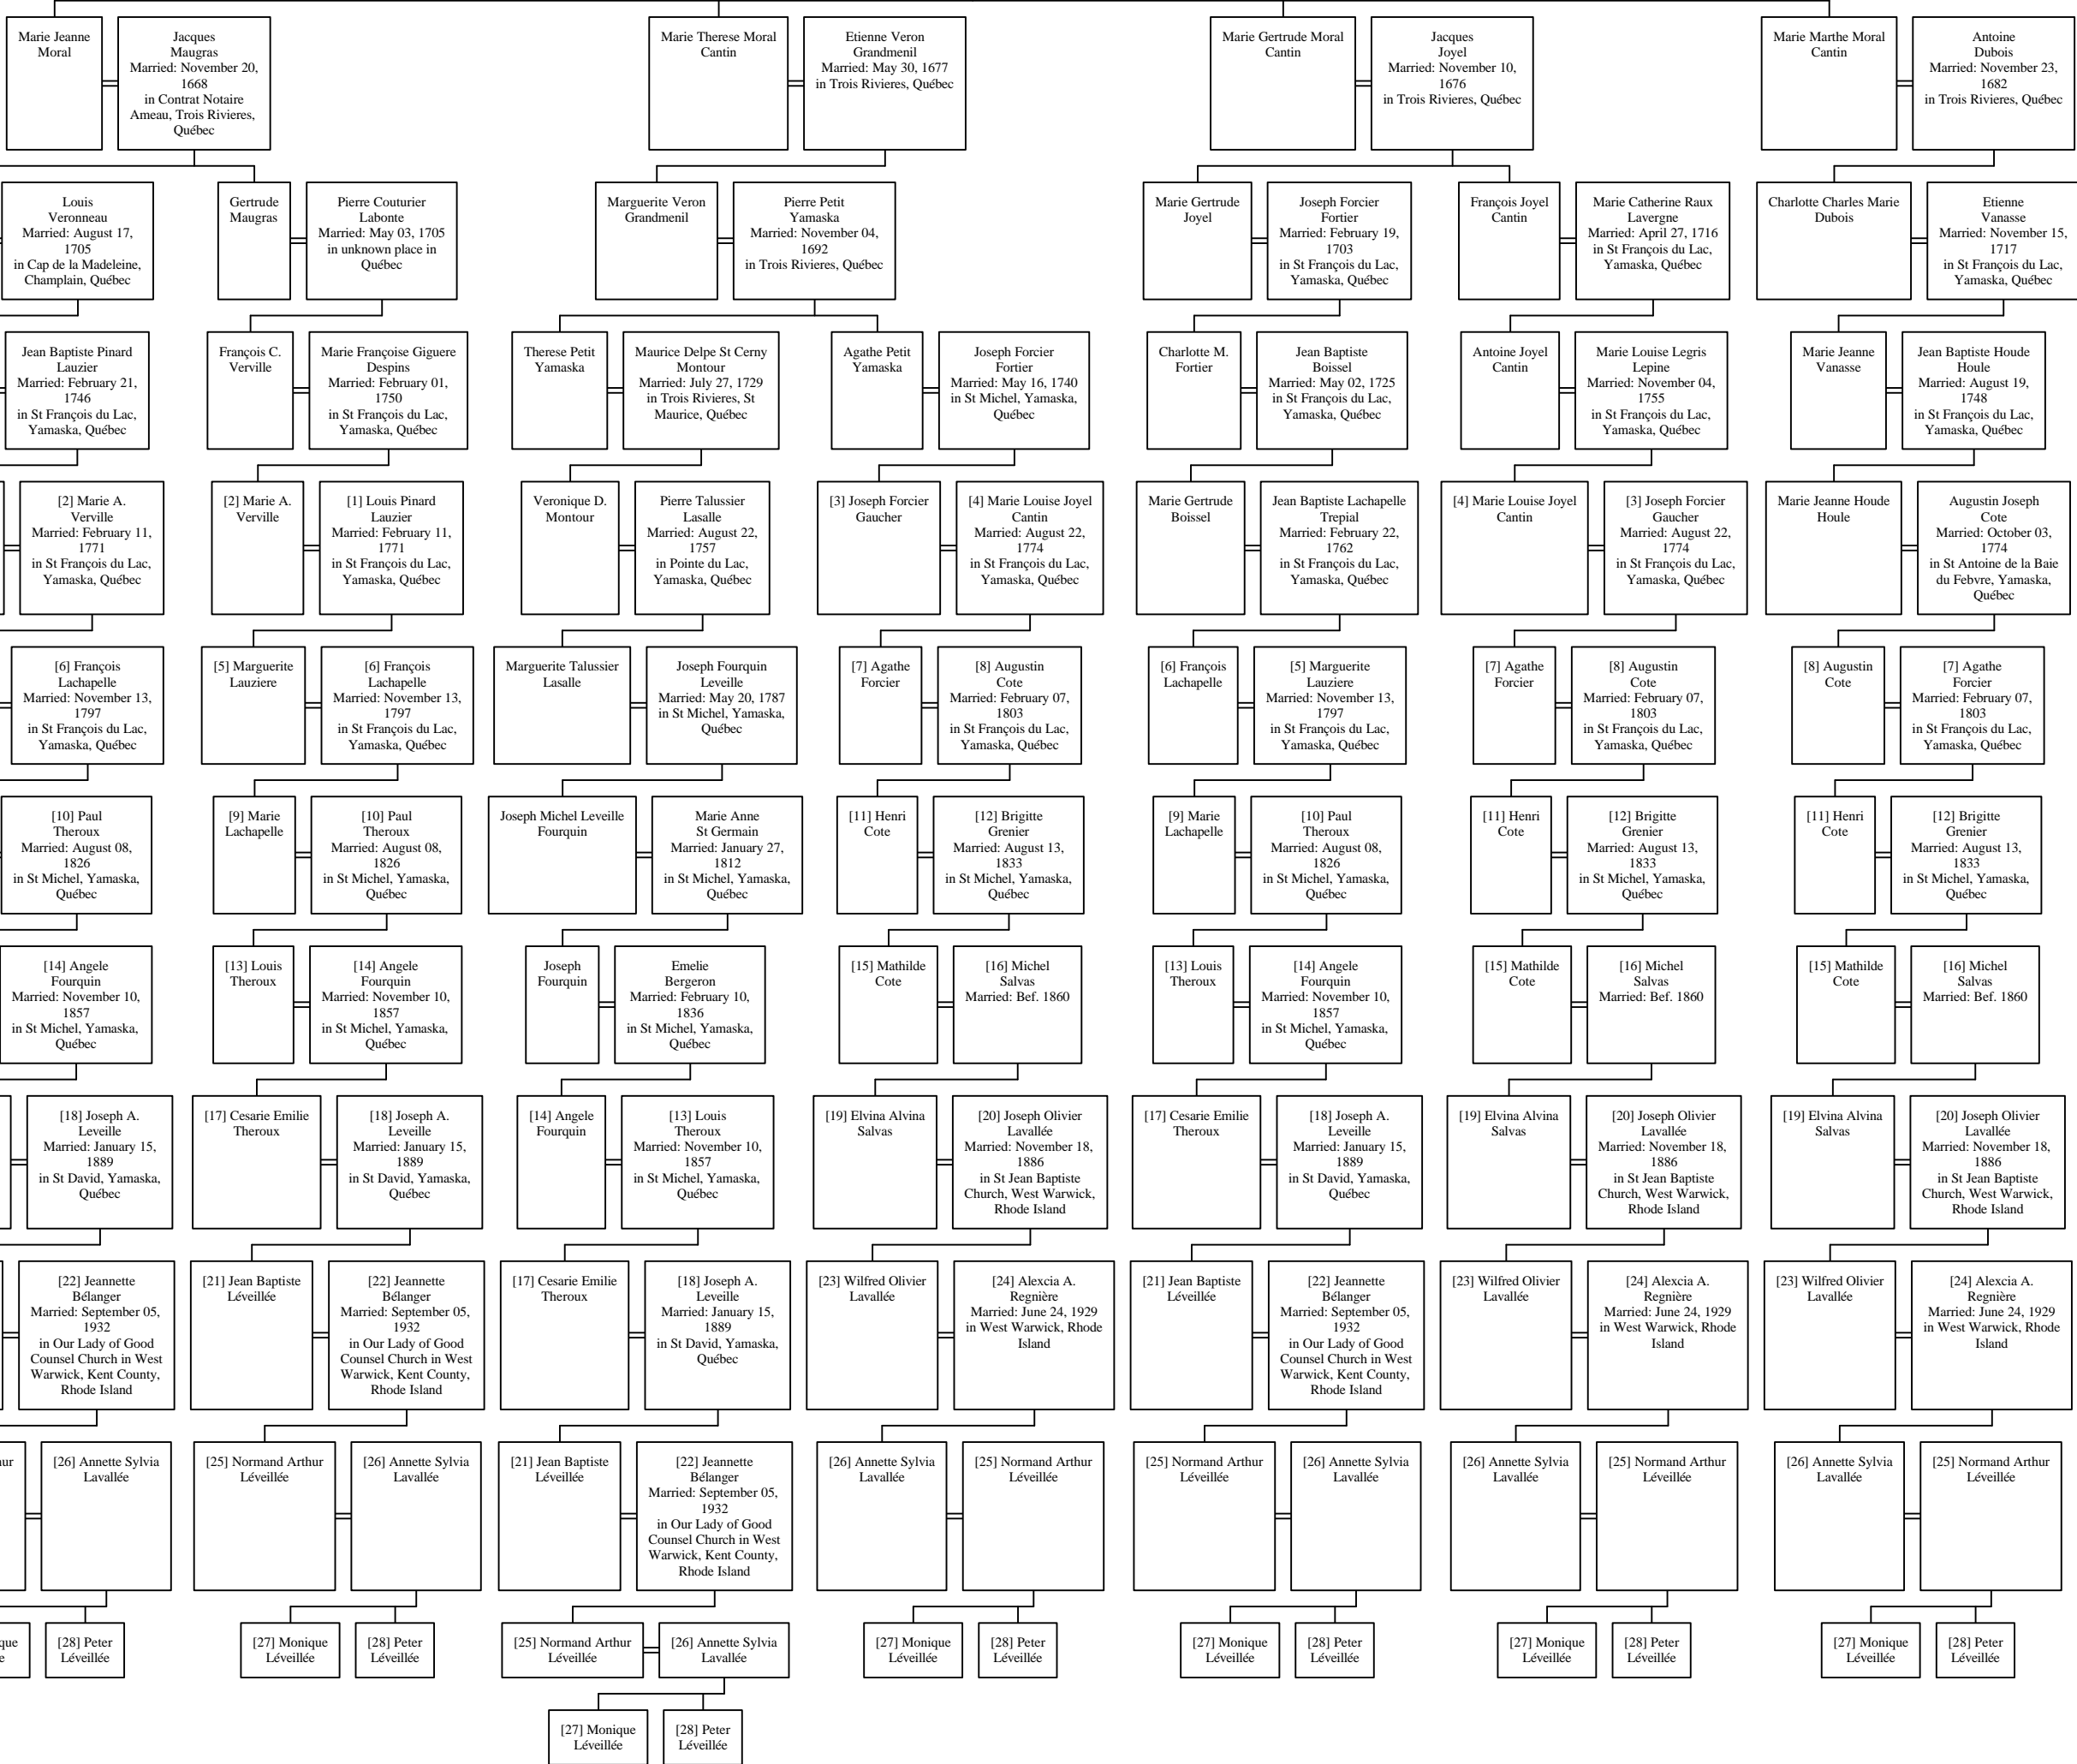 Marie Jeanne
Moral
Jacques
Maugras
Married: November 20,
1668
in Contrat Notaire
Ameau, Trois Rivieres,
Québec
Marie Therese Moral
Cantin
Etienne Veron
Grandmenil
Married: May 30, 1677
in Trois Rivieres, Québec
Marie Gertrude Moral
Cantin
Jacques
Joyel
Married: November 10,
1676
in Trois Rivieres, Québec
Marie Marthe Moral
Cantin
Antoine
Dubois
Married: November 23,
1682
in Trois Rivieres, Québec
Louis
Veronneau
Married: August 17,
1705
in Cap de la Madeleine,
Champlain, Québec
Gertrude
Maugras
Pierre Couturier
Labonte
Married: May 03, 1705
in unknown place in
Québec
Marguerite Veron
Grandmenil
Pierre Petit
Yamaska
Married: November 04,
1692
in Trois Rivieres, Québec
Marie Gertrude
Joyel
Joseph Forcier
Fortier
Married: February 19,
1703
in St François du Lac,
Yamaska, Québec
François Joyel
Cantin
Marie Catherine Raux
Lavergne
Married: April 27, 1716
in St François du Lac,
Yamaska, Québec
Charlotte Charles Marie
Dubois
Etienne
Vanasse
Married: November 15,
1717
in St François du Lac,
Yamaska, Québec
Jean Baptiste Pinard
Lauzier
Married: February 21,
1746
in St François du Lac,
Yamaska, Québec
François C.
Verville
Marie Françoise Giguere
Despins
Married: February 01,
1750
in St François du Lac,
Yamaska, Québec
Therese Petit
Yamaska
Maurice Delpe St Cerny
Montour
Married: July 27, 1729
in Trois Rivieres, St
Maurice, Québec
Agathe Petit
Yamaska
Joseph Forcier
Fortier
Married: May 16, 1740
in St Michel, Yamaska,
Québec
Charlotte M.
Fortier
Jean Baptiste
Boissel
Married: May 02, 1725
in St François du Lac,
Yamaska, Québec
Antoine Joyel
Cantin
Marie Louise Legris
Lepine
Married: November 04,
1755
in St François du Lac,
Yamaska, Québec
Marie Jeanne
Vanasse
Jean Baptiste Houde
Houle
Married: August 19,
1748
in St François du Lac,
Yamaska, Québec
[2] Marie A.
Verville
Married: February 11,
1771
in St François du Lac,
Yamaska, Québec
[2] Marie A.
Verville
[1] Louis Pinard
Lauzier
Married: February 11,
1771
in St François du Lac,
Yamaska, Québec
Veronique D.
Montour
Pierre Talussier
Lasalle
Married: August 22,
1757
in Pointe du Lac,
Yamaska, Québec
[3] Joseph Forcier
Gaucher
[4] Marie Louise Joyel
Cantin
Married: August 22,
1774
in St François du Lac,
Yamaska, Québec
Marie Gertrude
Boissel
Jean Baptiste Lachapelle
Trepial
Married: February 22,
1762
in St François du Lac,
Yamaska, Québec
[4] Marie Louise Joyel
Cantin
[3] Joseph Forcier
Gaucher
Married: August 22,
1774
in St François du Lac,
Yamaska, Québec
Marie Jeanne Houde
Houle
Augustin Joseph
Cote
Married: October 03,
1774
in St Antoine de la Baie
du Febvre, Yamaska,
Québec
[6] François
Lachapelle
Married: November 13,
1797
in St François du Lac,
Yamaska, Québec
[5] Marguerite
Lauziere
[6] François
Lachapelle
Married: November 13,
1797
in St François du Lac,
Yamaska, Québec
Marguerite Talussier
Lasalle
Joseph Fourquin
Leveille
Married: May 20, 1787
in St Michel, Yamaska,
Québec
[7] Agathe
Forcier
[8] Augustin
Cote
Married: February 07,
1803
in St François du Lac,
Yamaska, Québec
[6] François
Lachapelle
[5] Marguerite
Lauziere
Married: November 13,
1797
in St François du Lac,
Yamaska, Québec
[7] Agathe
Forcier
[8] Augustin
Cote
Married: February 07,
1803
in St François du Lac,
Yamaska, Québec
[8] Augustin
Cote
[7] Agathe
Forcier
Married: February 07,
1803
in St François du Lac,
Yamaska, Québec
[10] Paul
Theroux
Married: August 08,
1826
in St Michel, Yamaska,
Québec
[9] Marie
Lachapelle
[10] Paul
Theroux
Married: August 08,
1826
in St Michel, Yamaska,
Québec
Joseph Michel Leveille
Fourquin
Marie Anne
St Germain
Married: January 27,
1812
in St Michel, Yamaska,
Québec
[11] Henri
Cote
[12] Brigitte
Grenier
Married: August 13,
1833
in St Michel, Yamaska,
Québec
[9] Marie
Lachapelle
[10] Paul
Theroux
Married: August 08,
1826
in St Michel, Yamaska,
Québec
[11] Henri
Cote
[12] Brigitte
Grenier
Married: August 13,
1833
in St Michel, Yamaska,
Québec
[11] Henri
Cote
[12] Brigitte
Grenier
Married: August 13,
1833
in St Michel, Yamaska,
Québec
[14] Angele
Fourquin
Married: November 10,
1857
in St Michel, Yamaska,
Québec
[13] Louis
Theroux
[14] Angele
Fourquin
Married: November 10,
1857
in St Michel, Yamaska,
Québec
Joseph
Fourquin
Emelie
Bergeron
Married: February 10,
1836
in St Michel, Yamaska,
Québec
[15] Mathilde
Cote
[16] Michel
Salvas
Married: Bef. 1860
[13] Louis
Theroux
[14] Angele
Fourquin
Married: November 10,
1857
in St Michel, Yamaska,
Québec
[15] Mathilde
Cote
[16] Michel
Salvas
Married: Bef. 1860
[15] Mathilde
Cote
[16] Michel
Salvas
Married: Bef. 1860
[18] Joseph A.
Leveille
Married: January 15,
1889
in St David, Yamaska,
Québec
[17] Cesarie Emilie
Theroux
[18] Joseph A.
Leveille
Married: January 15,
1889
in St David, Yamaska,
Québec
[14] Angele
Fourquin
[13] Louis
Theroux
Married: November 10,
1857
in St Michel, Yamaska,
Québec
[19] Elvina Alvina
Salvas
[20] Joseph Olivier
Lavallée
Married: November 18,
1886
in St Jean Baptiste
Church, West Warwick,
Rhode Island
[17] Cesarie Emilie
Theroux
[18] Joseph A.
Leveille
Married: January 15,
1889
in St David, Yamaska,
Québec
[19] Elvina Alvina
Salvas
[20] Joseph Olivier
Lavallée
Married: November 18,
1886
in St Jean Baptiste
Church, West Warwick,
Rhode Island
[19] Elvina Alvina
Salvas
[20] Joseph Olivier
Lavallée
Married: November 18,
1886
in St Jean Baptiste
Church, West Warwick,
Rhode Island
[22] Jeannette
Bélanger
Married: September 05,
1932
in Our Lady of Good
Counsel Church in West
Warwick, Kent County,
Rhode Island
[21] Jean Baptiste
Léveillée
[22] Jeannette
Bélanger
Married: September 05,
1932
in Our Lady of Good
Counsel Church in West
Warwick, Kent County,
Rhode Island
[17] Cesarie Emilie
Theroux
[18] Joseph A.
Leveille
Married: January 15,
1889
in St David, Yamaska,
Québec
[23] Wilfred Olivier
Lavallée
[24] Alexcia A.
Regnière
Married: June 24, 1929
in West Warwick, Rhode
Island
[21] Jean Baptiste
Léveillée
[22] Jeannette
Bélanger
Married: September 05,
1932
in Our Lady of Good
Counsel Church in West
Warwick, Kent County,
Rhode Island
[23] Wilfred Olivier
Lavallée
[24] Alexcia A.
Regnière
Married: June 24, 1929
in West Warwick, Rhode
Island
[23] Wilfred Olivier
Lavallée
[24] Alexcia A.
Regnière
Married: June 24, 1929
in West Warwick, Rhode
Island
[26] Annette Sylvia
Lavallée
[25] Normand Arthur
Léveillée
[26] Annette Sylvia
Lavallée
[21] Jean Baptiste
Léveillée
[22] Jeannette
Bélanger
Married: September 05,
1932
in Our Lady of Good
Counsel Church in West
Warwick, Kent County,
Rhode Island
[26] Annette Sylvia
Lavallée
[25] Normand Arthur
Léveillée
[25] Normand Arthur
Léveillée
[26] Annette Sylvia
Lavallée
[26] Annette Sylvia
Lavallée
[25] Normand Arthur
Léveillée
[26] Annette Sylvia
Lavallée
[25] Normand Arthur
Léveillée
[28] Peter
Léveillée
[27] Monique
Léveillée
[28] Peter
Léveillée
[25] Normand Arthur
Léveillée
[26] Annette Sylvia
Lavallée
[27] Monique
Léveillée
[28] Peter
Léveillée
[27] Monique
Léveillée
[28] Peter
Léveillée
[27] Monique
Léveillée
[28] Peter
Léveillée
[27] Monique
Léveillée
[28] Peter
Léveillée
[27] Monique
Léveillée
[28] Peter
Léveillée